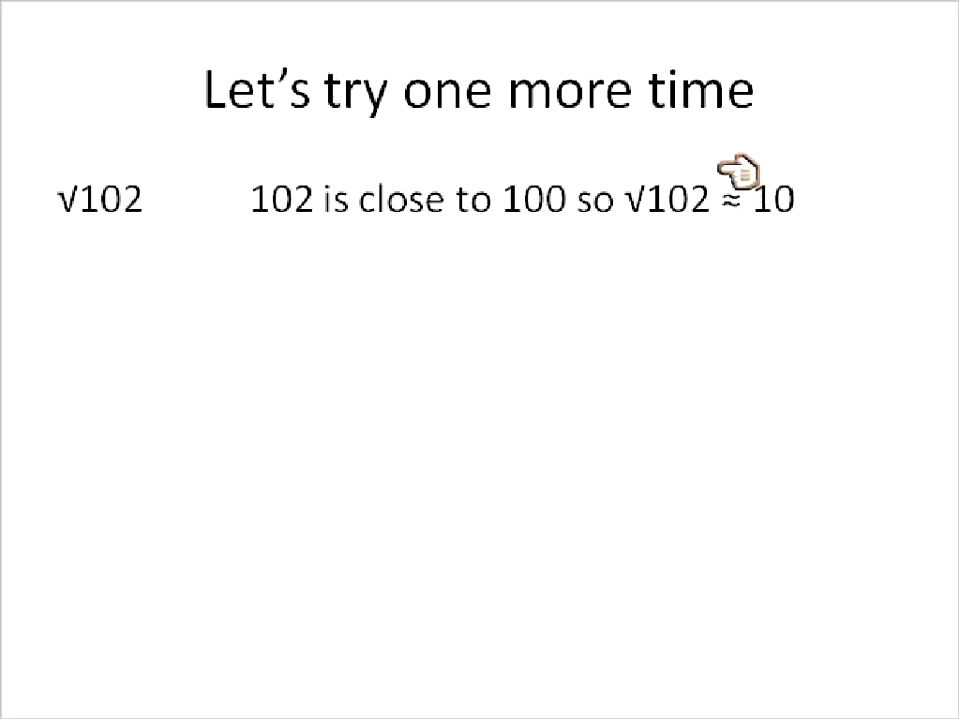 Let’s try one more time
√102 102 is close to 100 so √102 ≈ 10